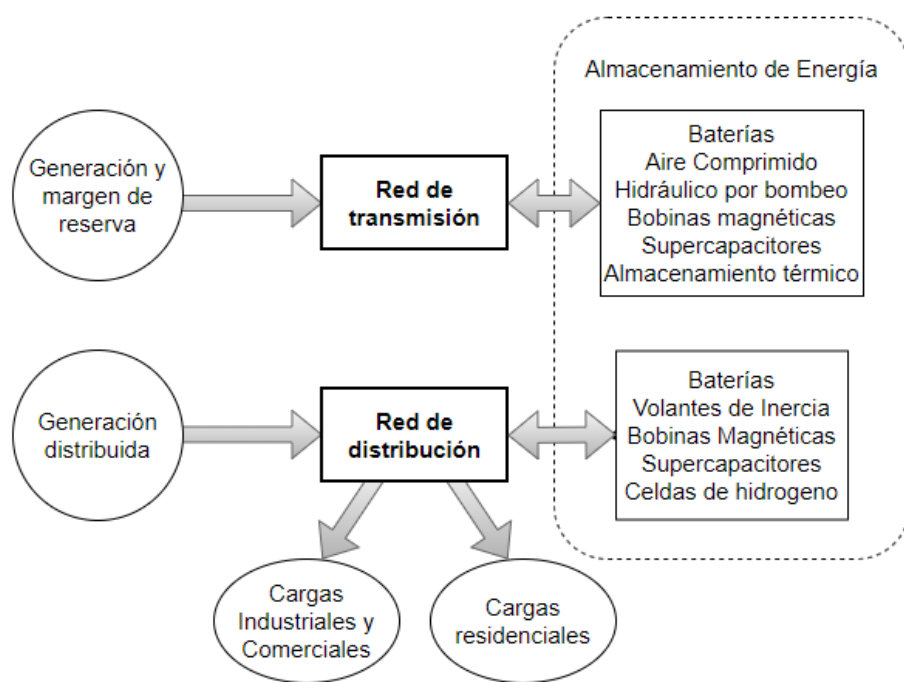 Almacenamiento de Energía
Generación y
margen de
reserva
Red de
transmisión
Baterías
Aire Comprimido
Hidráulico por bombeo
Bobinas magnéticas
Supercapacitores
Almacenamiento térmico
Generación
distribuida
Red de
distribución
Baterías
Volantes de Inercia
Bobinas Magnéticas
Supercapacitores
Celdas de hidrogeno
Cargas
Industriales y
Comerciales
Cargas
residenciales